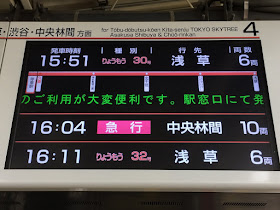 渋谷・中央林間 方面
for Tōbu-dōbutsu-kōen Kita-senju TOKYO SKYTREE
Asakusa Shibuya & Chūō-rinkan
4
発車時刻 種別 行先 両数
15:51 りょうもう 30号 浅草 6両
のご利用が大変便利です。駅窓口にて発
16:04 急行 中央林間 10両
16:11 りょうもう 32号 浅草 6両